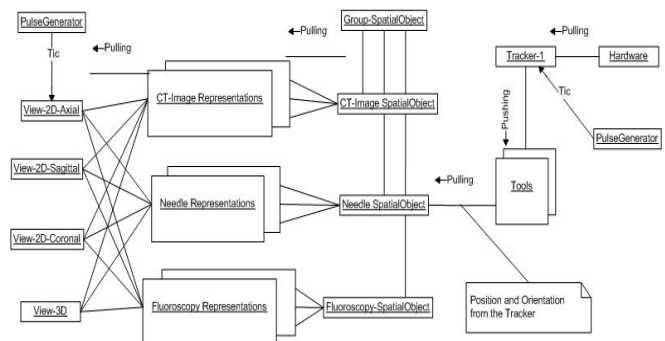 PulseGenerator
Tic
Pulling
Pulling
Group-SpatialObject
Pulling
Tracker-1
Hardware
Tic
Pushing
PulseGenerator
View-2D-Axial
CT-Image Representations
CT-Image SpatialObject
View-2D-Sagittal
Needle Representations
Needle SpatialObject
Pulling
Tools
View-2D-Coronal
View-3D
Fluoroscopy Representations
Fluoroscopy-SpatialObject
Position and Orientation
from the Tracker